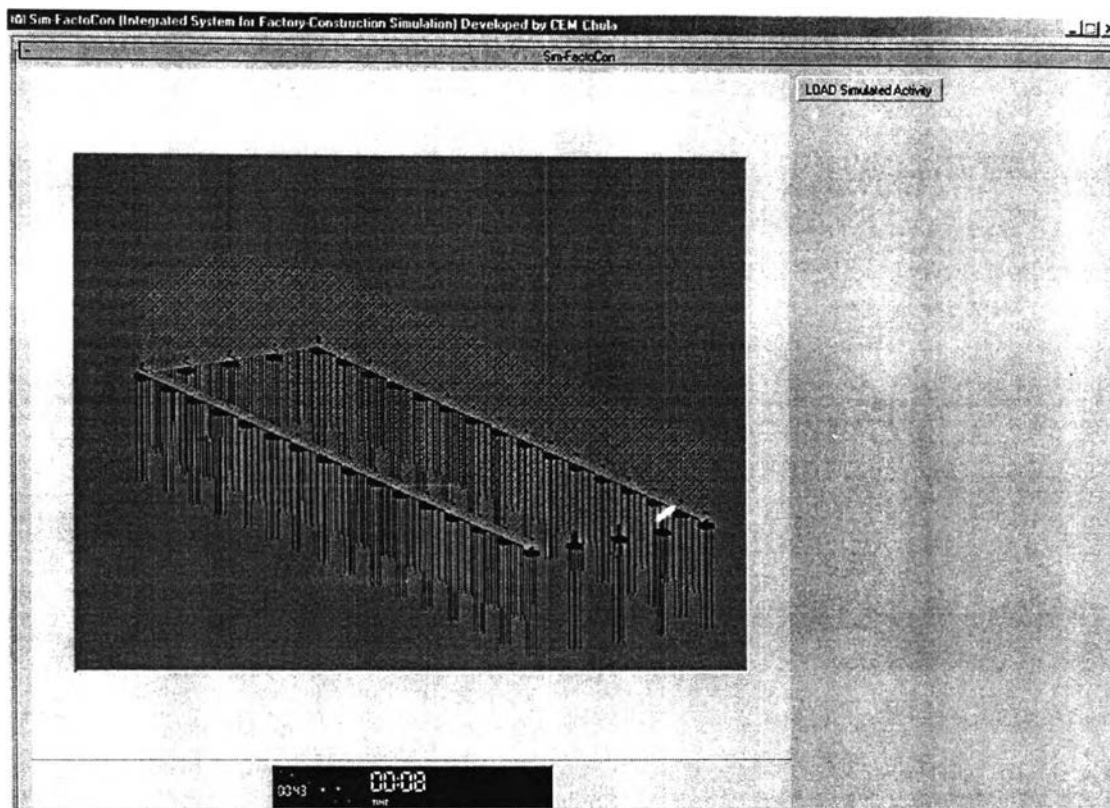 Sim-FactoCon (Integrated System for Factory-Construction Simulation) Developed by CEM Chula
Sim-FactoCon
LOAD Simulated Activity
0043
00:08
TIME